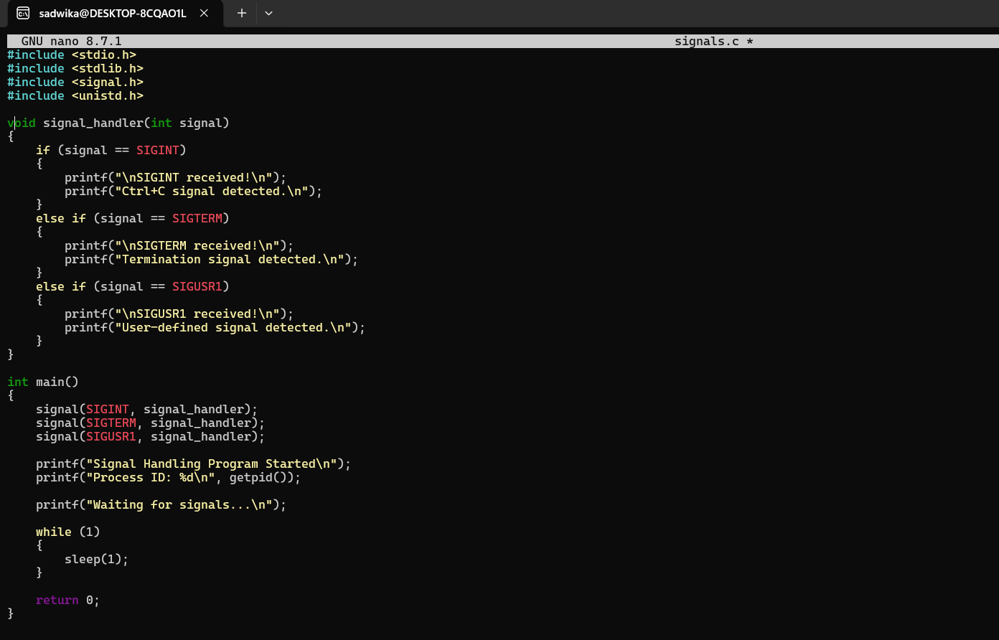 sadwika@DESKTOP-8CQAO1L
GNU nano 8.7.1 signals.c *
#include <stdio.h>
#include <stdlib.h>
#include <signal.h>
#include <unistd.h>

void signal_handler(int signal)
{
    if (signal == SIGINT)
    {
        printf("\nSIGINT received!\n");
        printf("Ctrl+C signal detected.\n");
    }
    else if (signal == SIGTERM)
    {
        printf("\nSIGTERM received!\n");
        printf("Termination signal detected.\n");
    }
    else if (signal == SIGUSR1)
    {
        printf("\nSIGUSR1 received!\n");
        printf("User-defined signal detected.\n");
    }
}

int main()
{
    signal(SIGINT, signal_handler);
    signal(SIGTERM, signal_handler);
    signal(SIGUSR1, signal_handler);

    printf("Signal Handling Program Started\n");
    printf("Process ID: %d\n", getpid());

    printf("Waiting for signals...\n");

    while (1)
    {
        sleep(1);
    }

    return 0;
}